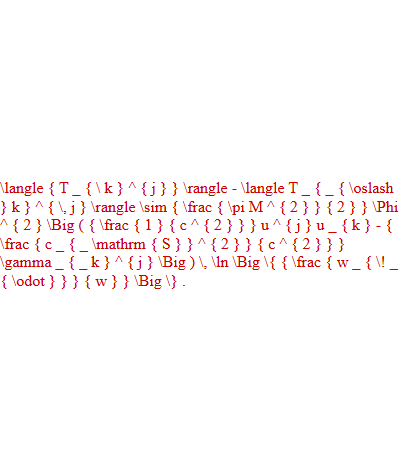 \langle { T _ { \ k } ^ { j } } \rangle - \langle T _ { _ { \oslash
} k } ^ { \, j } \rangle \sim { \frac { \pi M ^ { 2 } } { 2 } } \Phi
^ { 2 } \Big ( { \frac { 1 } { c ^ { 2 } } } u ^ { j } u _ { k } - {
\frac { c _ { _ \mathrm { S } } ^ { 2 } } { c ^ { 2 } } }
\gamma _ { _ k } ^ { j } \Big ) \, \ln \Big \{ { \frac { w _ { \! _
{ \odot } } } { w } } \Big \} .